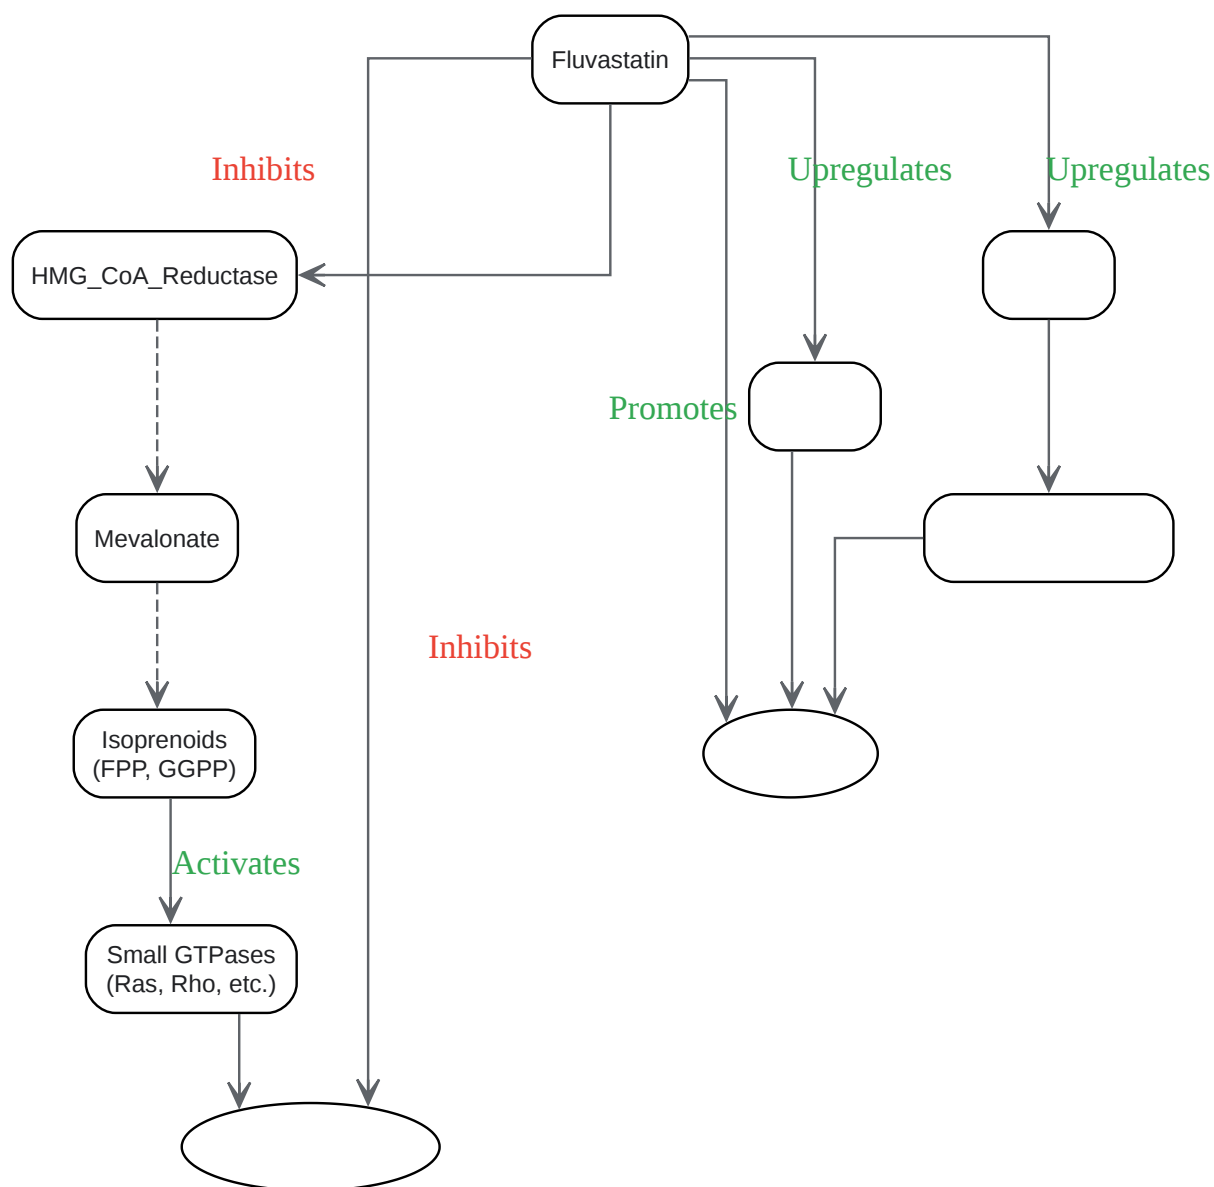 Fluvastatin
Inhibits
Upregulates
Upregulates
HMG_CoA_Reductase
Promotes
Mevalonate
Inhibits
Isoprenoids
(FPP, GGPP)
Activates
Small GTPases
(Ras, Rho, etc.)